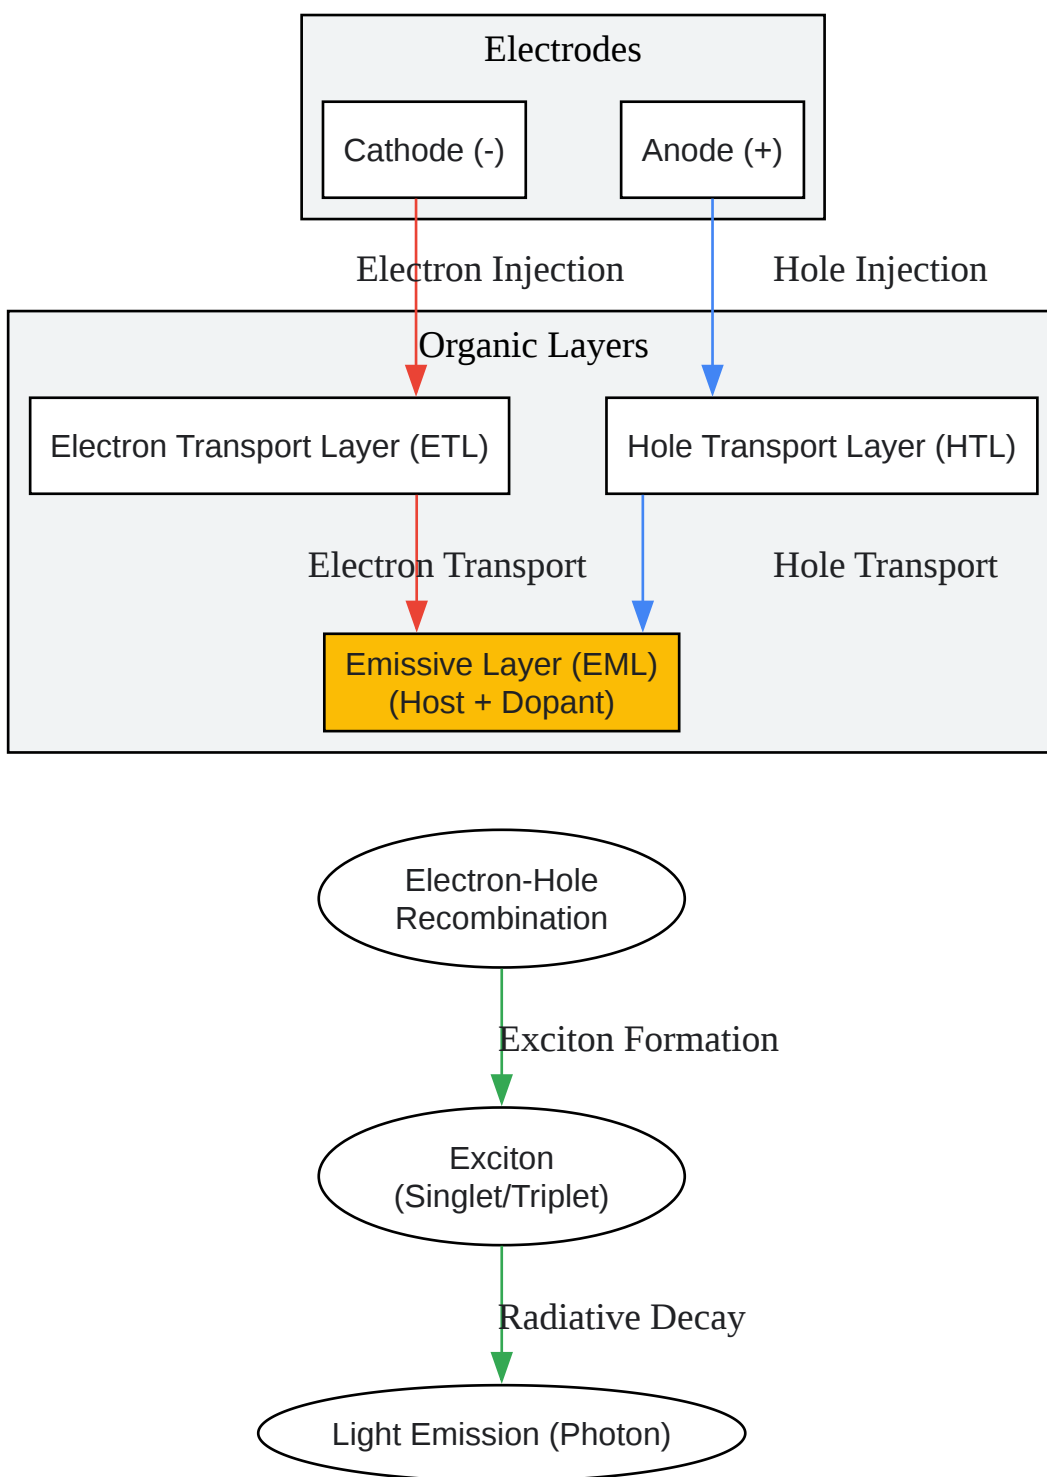 Electrodes
Cathode (-)
Anode (+)
Electron Injection
Hole Injection
Organic Layers
Electron Transport Layer (ETL)
Hole Transport Layer (HTL)
Electron Transport
Hole Transport
Emissive Layer (EML)
(Host + Dopant)
Electron-Hole
Recombination
Exciton Formation
Exciton
(Singlet/Triplet)
Radiative Decay
Light Emission (Photon)